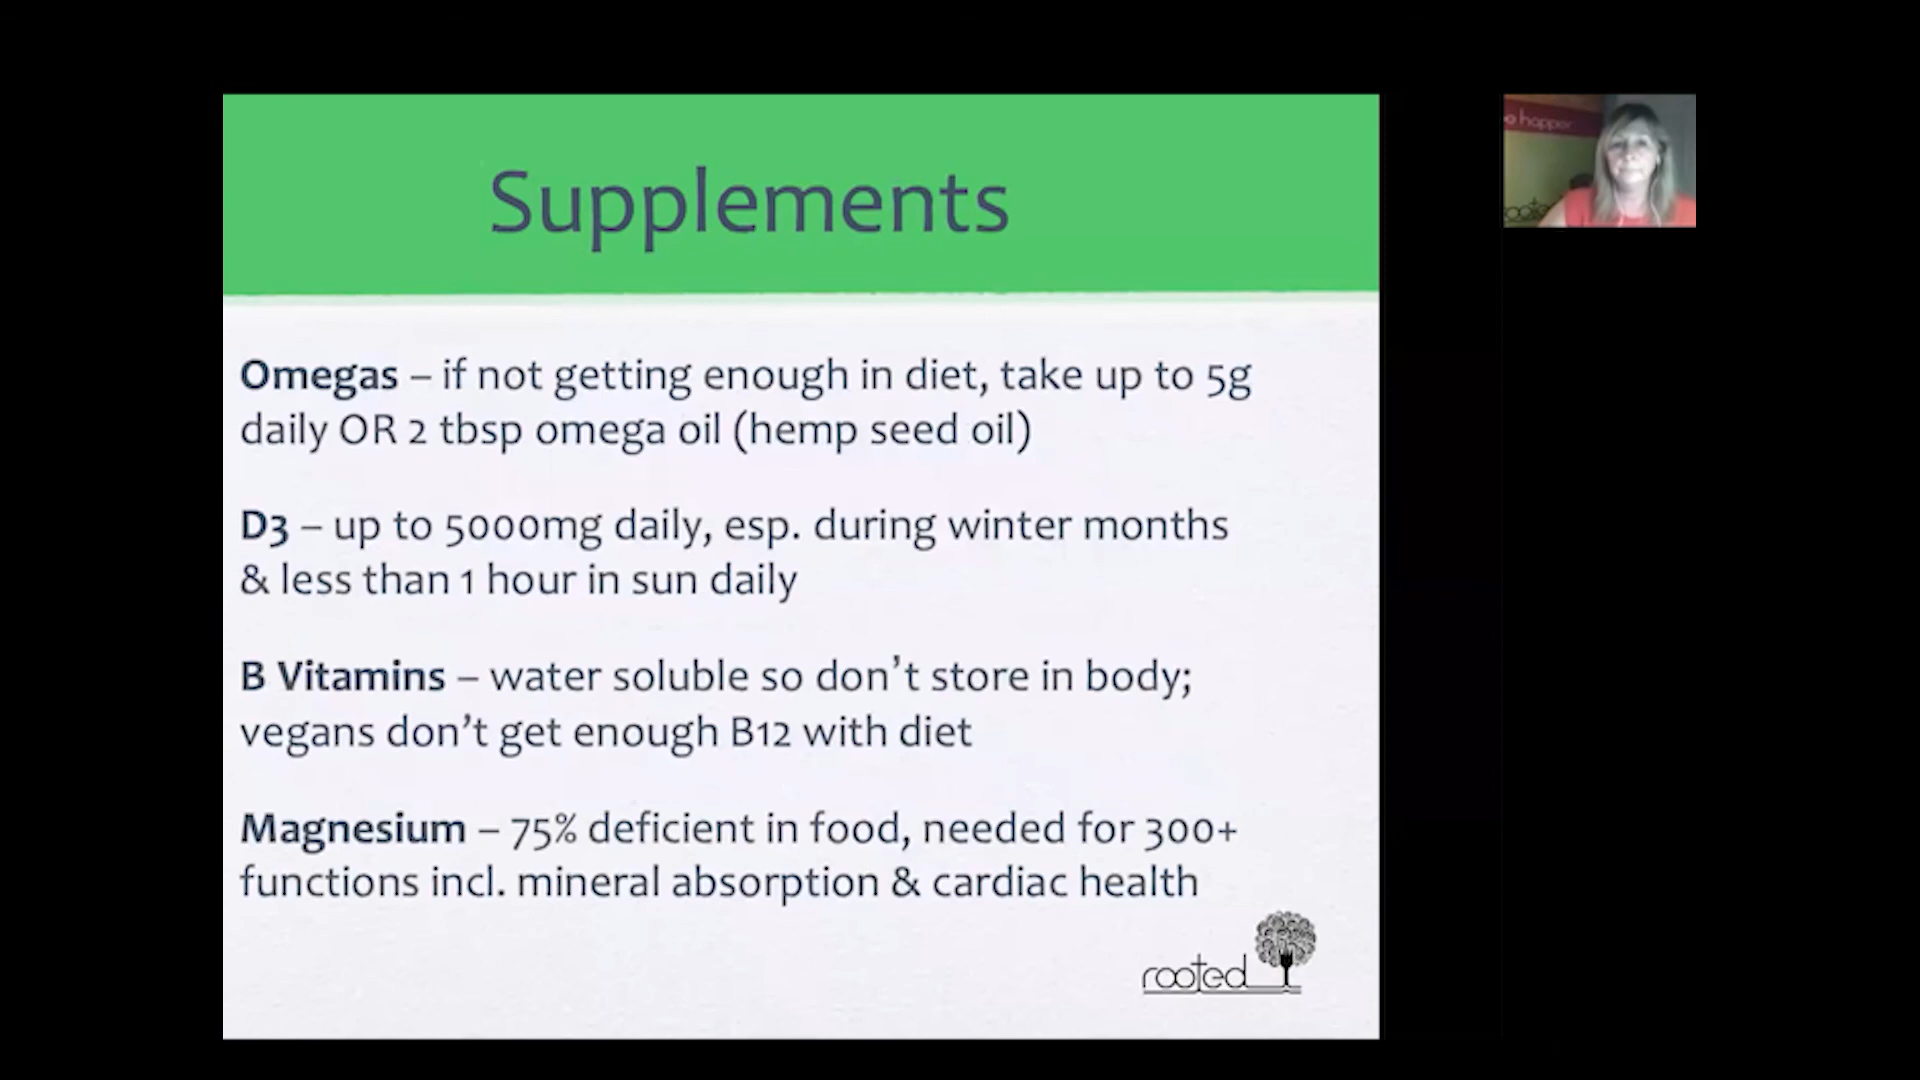 Supplements
Omegas – if not getting enough in diet, take up to 5g
daily OR 2 tbsp omega oil (hemp seed oil)
D3 – up to 5000mg daily, esp. during winter months
& less than 1 hour in sun daily
B Vitamins – water soluble so don't store in body;
vegans don't get enough B12 with diet
Magnesium – 75% deficient in food, needed for 300+
functions incl. mineral absorption & cardiac health
rooted